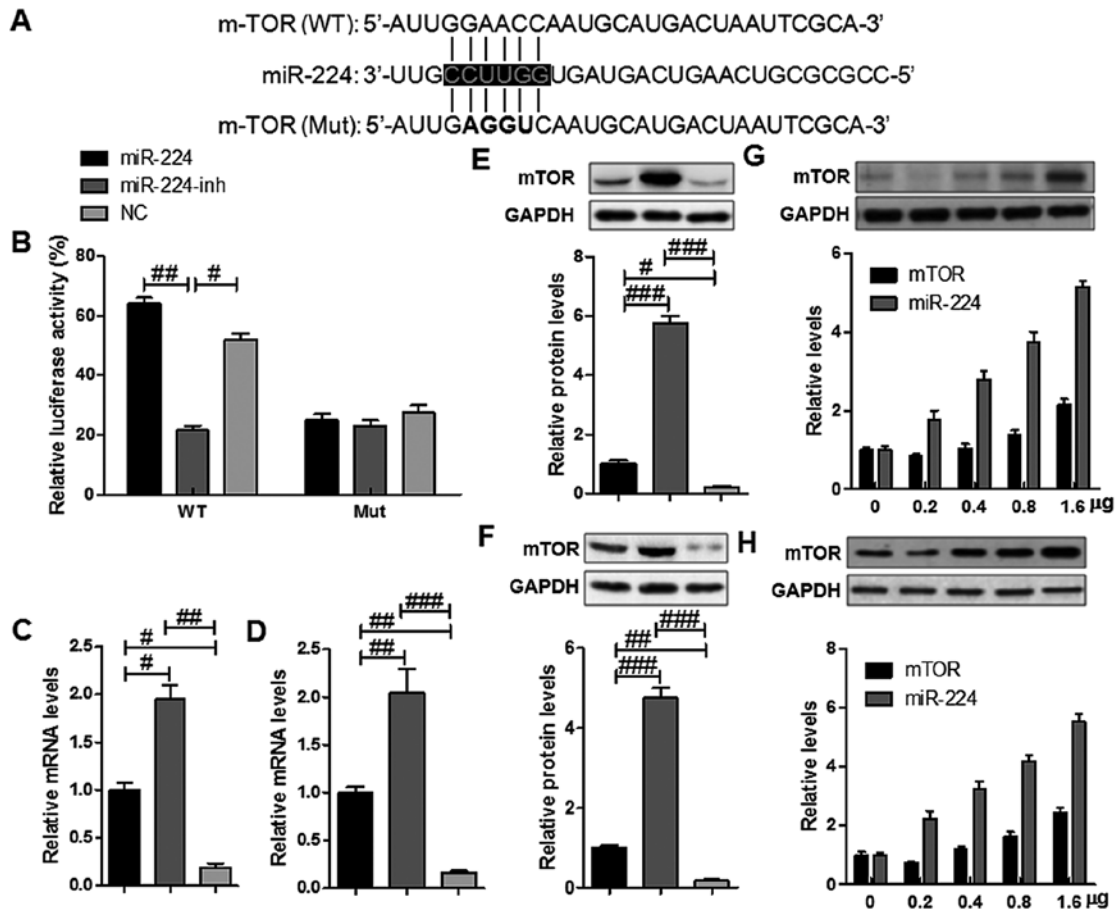 A
m-TOR (WT): 5'-AUUGGAACCAAUGCAUGACUAAUTCGCA-3'
miR-224: 3'-UUGCCUUGGUGAUGACUGAACUGCGCGCC-5'
m-TOR (Mut): 5'-AUUGAGGUCAAUGCAUGACUAAUTCGCA-3'
miR-224
miR-224-inh
NC
B
Relative luciferase activity (%)
80
60
40
20
0
##
#
WT
Mut
C
Relative mRNA levels
2.5
2.0
1.5
1.0
0.5
0.0
##
#
#
D
Relative mRNA levels
2.5
2.0
1.5
1.0
0.5
0.0
###
##
##
E
mTOR
GAPDH
Relative protein levels
8
6
4
2
0
###
#
###
F
mTOR
GAPDH
Relative protein levels
6
4
2
0
###
##
###
G
mTOR
GAPDH
Relative levels
6
4
2
0
mTOR
miR-224
0 0.2 0.4 0.8 1.6 μg
H
mTOR
GAPDH
Relative levels
8
6
4
2
0
mTOR
miR-224
0 0.2 0.4 0.8 1.6 μg